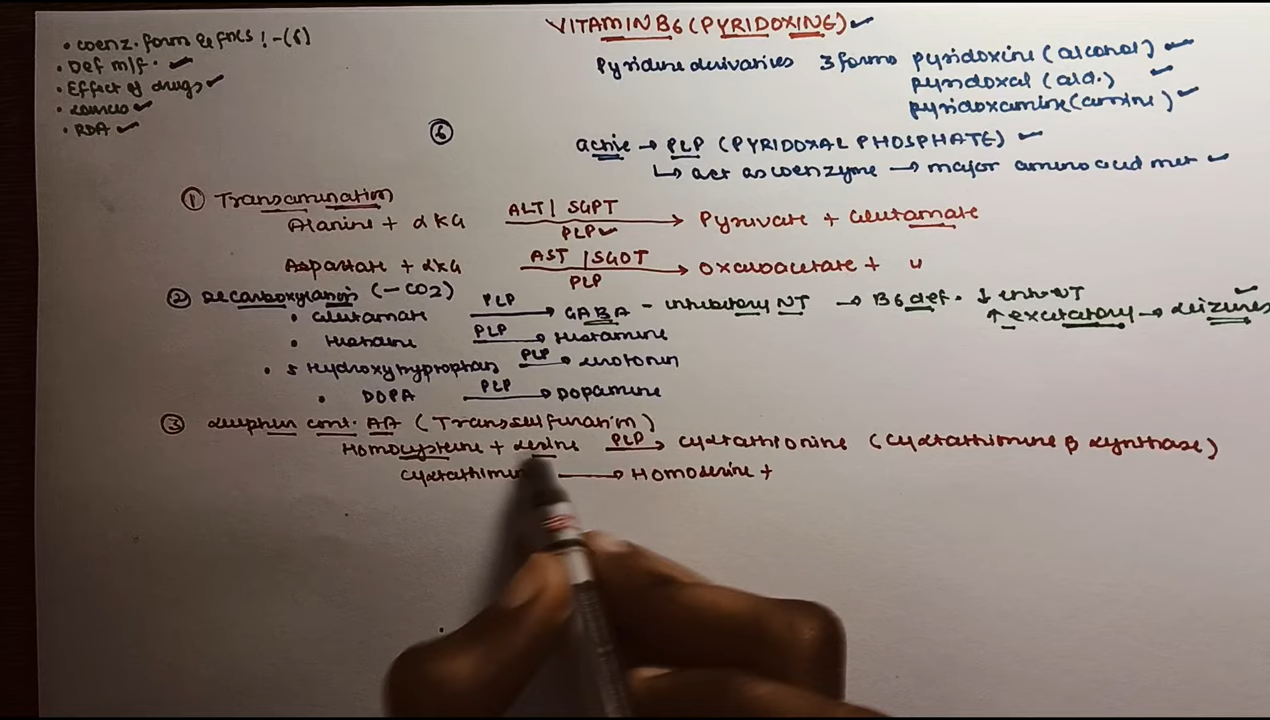 VITAMIN B6 (PYRIDOXINE)
• coenz. form & fncs ! - (6)
• Def m/f.
• Effect of drugs
• sources
• RDA
Pyridine derivatives 3 forms pyridoxine (alcohol)
pyridoxal (ald.)
pyridoxamine (amine)
⑥
active → PLP (PYRIDOXAL PHOSPHATE)
↳ act as coenzyme → major amino acid met
① Transamination
Alanine + αKG ALT | SGPT PLP → Pyruvate + Glutamate
Aspartate + αKG AST | SGOT PLP → Oxaloacetate + "
② Decarboxylation (-CO2)
• Glutamate PLP → GABA - inhibitory NT → B6 def. ↓ inh. NT
↑ excitatory → seizures
• Histidine PLP → Histamine
• 5 Hydroxytryptophan PLP → serotonin
• DOPA PLP → Dopamine
③ sulphur cont. AA (Transsulfuration)
Homocysteine + serine PLP → cystathionine (cystathionine β synthase)
cystathionin → Homoserine +